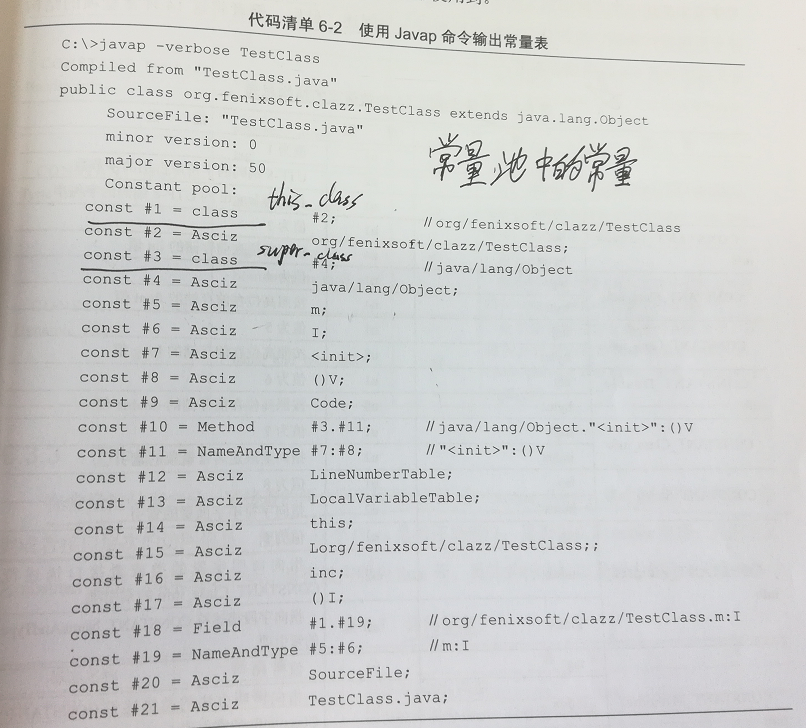 代码清单 6-2 使用 Javap 命令输出常量表
C:\>javap -verbose TestClass
Compiled from "TestClass.java"
public class org.fenixsoft.clazz.TestClass extends java.lang.Object
SourceFile: "TestClass.java"
minor version: 0
major version: 50
常量池中的常量
Constant pool:
this_class
const #1 = class #2; //org/fenixsoft/clazz/TestClass
const #2 = Asciz org/fenixsoft/clazz/TestClass;
super_class
const #3 = class #4; //java/lang/Object
const #4 = Asciz java/lang/Object;
const #5 = Asciz m;
const #6 = Asciz I;
const #7 = Asciz <init>;
const #8 = Asciz ()V;
const #9 = Asciz Code;
const #10 = Method #3.#11; //java/lang/Object."<init>":()V
const #11 = NameAndType #7:#8; //"<init>":()V
const #12 = Asciz LineNumberTable;
const #13 = Asciz LocalVariableTable;
const #14 = Asciz this;
const #15 = Asciz Lorg/fenixsoft/clazz/TestClass;;
const #16 = Asciz inc;
const #17 = Asciz ()I;
const #18 = Field #1.#19; //org/fenixsoft/clazz/TestClass.m:I
const #19 = NameAndType #5:#6; //m:I
const #20 = Asciz SourceFile;
const #21 = Asciz TestClass.java;